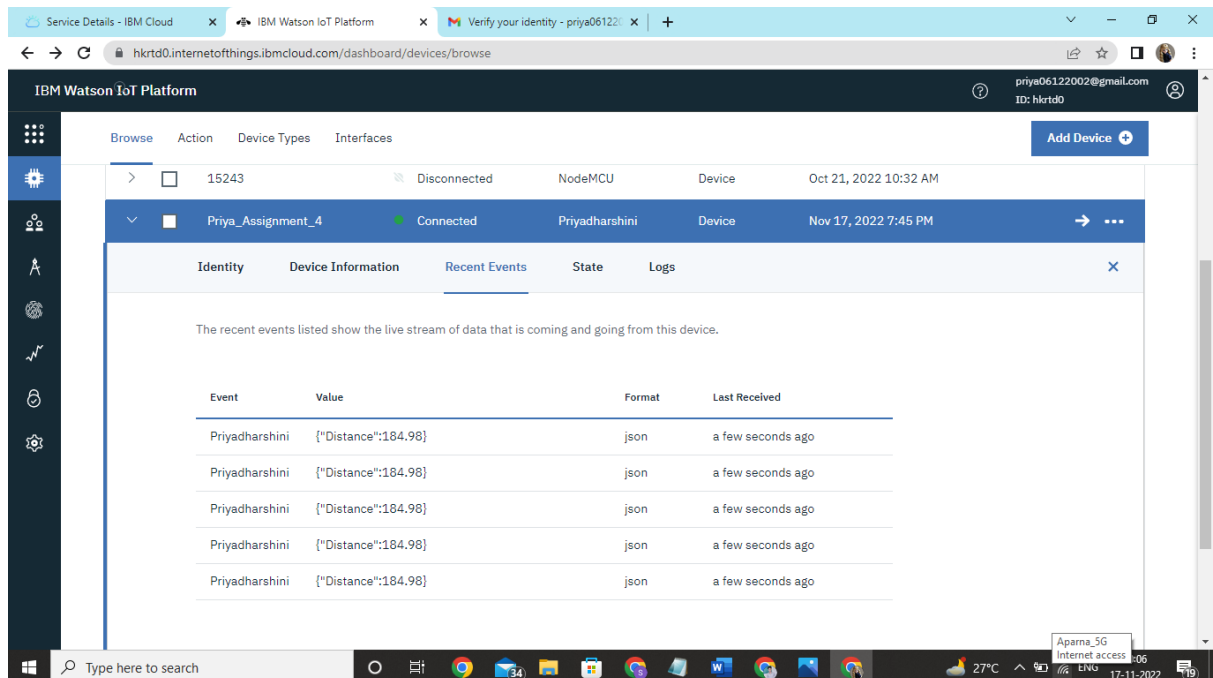 Service Details - IBM Cloud IBM Watson IoT Platform Verify your identity - priya06122
hkrtd0.internetofthings.ibmcloud.com/dashboard/devices/browse
IBM Watson IoT Platform
priya06122002@gmail.com
ID: hkrtd0
Browse Action Device Types Interfaces Add Device
15243 Disconnected NodeMCU Device Oct 21, 2022 10:32 AM
Priya_Assignment_4 Connected Priyadharshini Device Nov 17, 2022 7:45 PM
Identity Device Information Recent Events State Logs
The recent events listed show the live stream of data that is coming and going from this device.
Event Value Format Last Received
Priyadharshini {"Distance":184.98} json a few seconds ago
Priyadharshini {"Distance":184.98} json a few seconds ago
Priyadharshini {"Distance":184.98} json a few seconds ago
Priyadharshini {"Distance":184.98} json a few seconds ago
Priyadharshini {"Distance":184.98} json a few seconds ago
Aparna_5G
Internet access
Type here to search 34 27°C ENG :06
17-11-2022 19